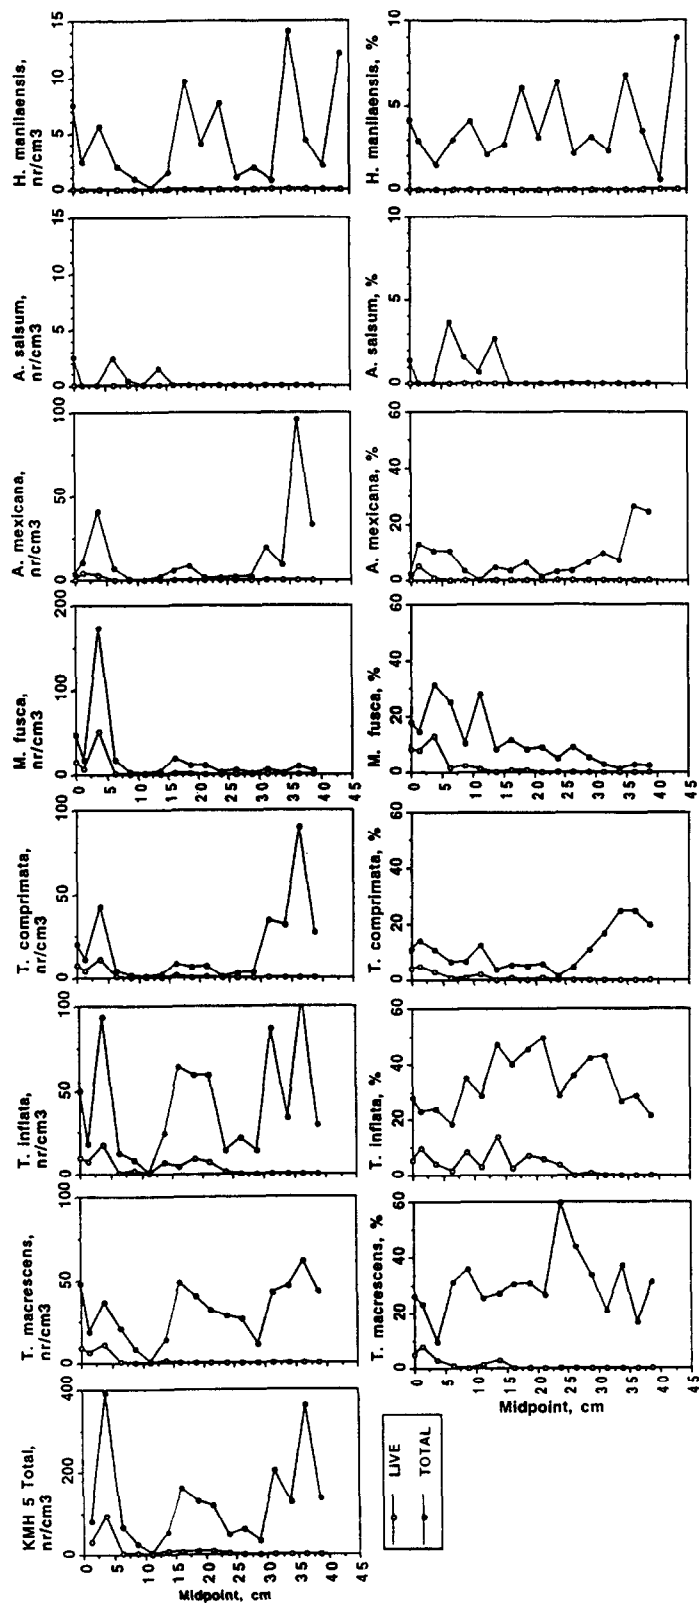 KMH 5 Total,
nr/cm3
0 200 400
0 5 10 15 20 25 30 35 40 45
Midpoint, cm
T. macrescens,
nr/cm3
0 50 100
T. inflata,
nr/cm3
0 50 100
T. comprimata,
nr/cm3
0 50 100
M. fusca,
nr/cm3
0 100 200
0 5 10 15 20 25 30 35 40 45
A. mexicana,
nr/cm3
0 50 100
A. salsum,
nr/cm3
0 5 10 15
H. manilaensis,
nr/cm3
0 5 10 15
LIVE
TOTAL
T. macrescens, %
0 20 40 60
0 5 10 15 20 25 30 35 40 45
Midpoint, cm
T. inflata, %
0 20 40 60
T. comprimata, %
0 20 40 60
M. fusca, %
0 20 40 60
0 5 10 15 20 25 30 35 40 45
A. mexicana, %
0 20 40 60
A. salsum, %
0 5 10
H. manilaensis, %
0 5 10